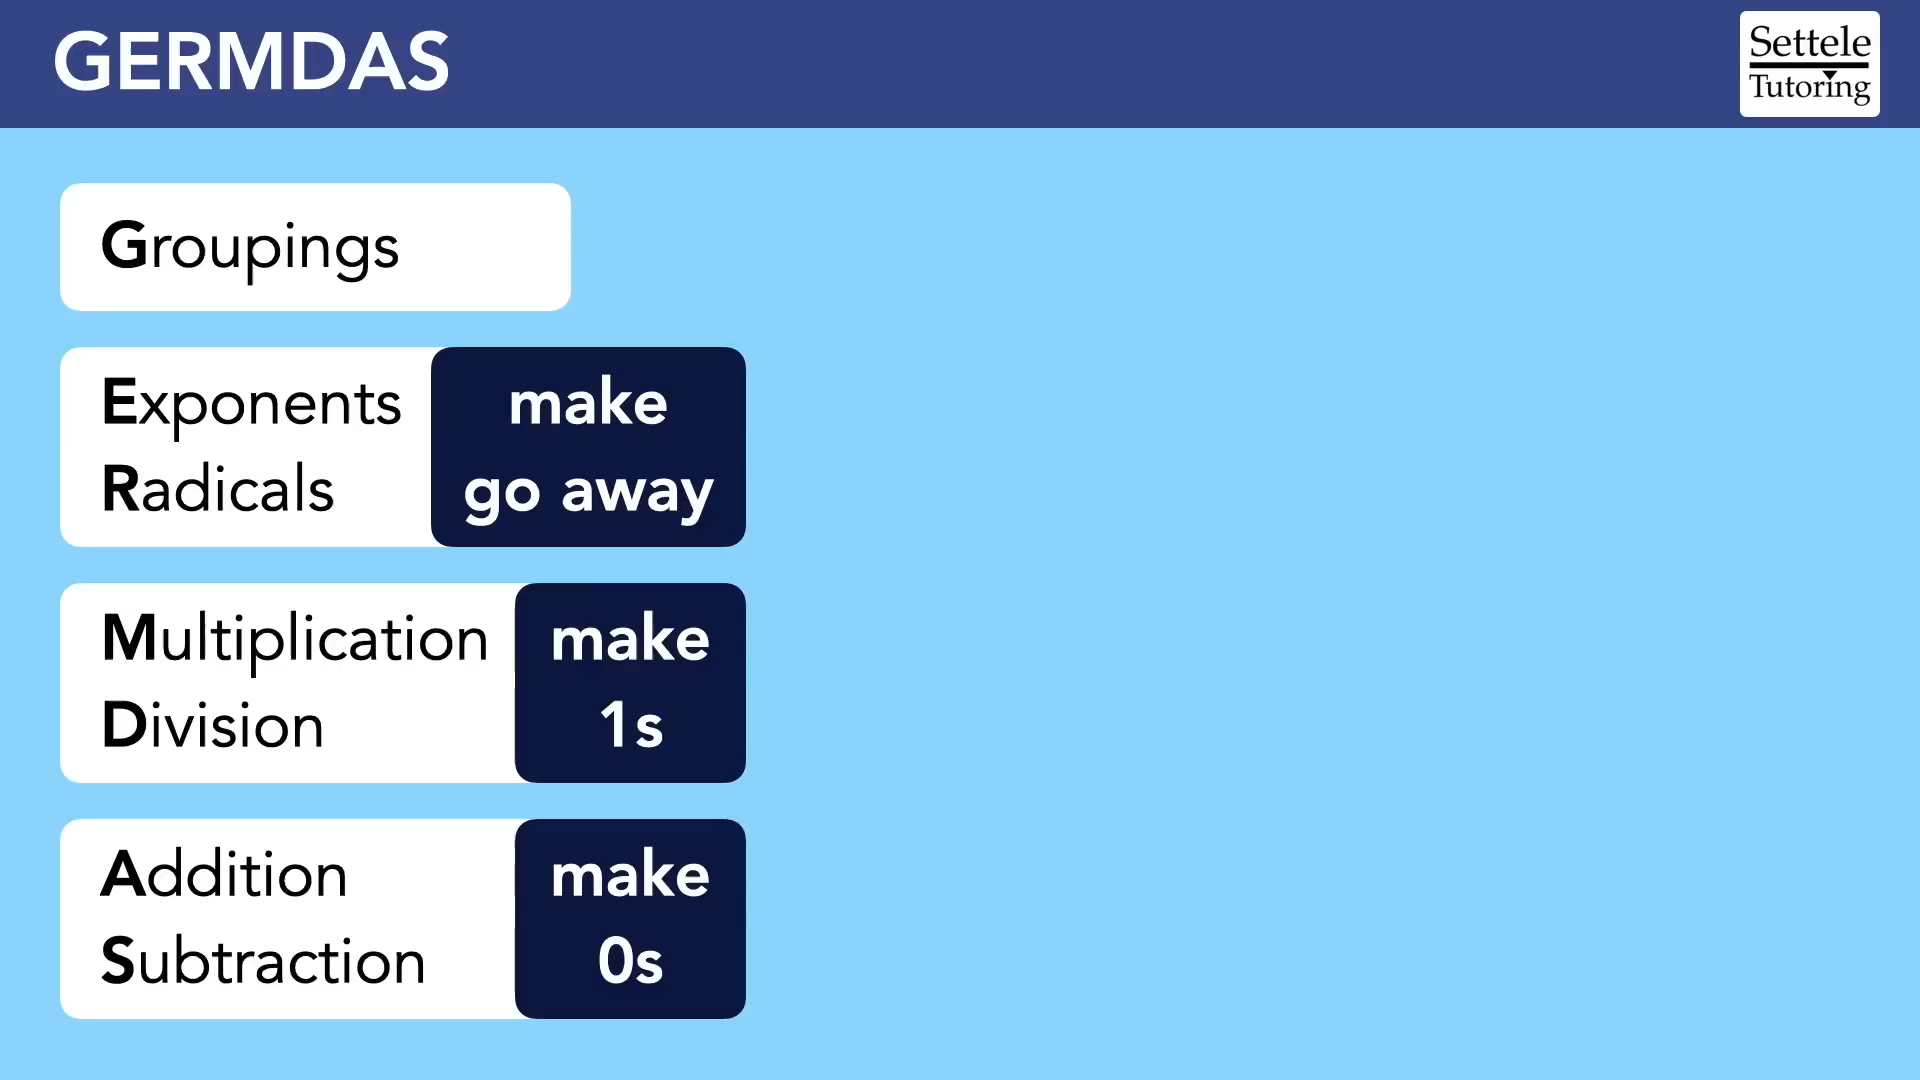 GERMDAS
Settele
Tutoring
Groupings
Exponents
Radicals
make
go away
Multiplication
Division
make
1s
Addition
Subtraction
make
0s